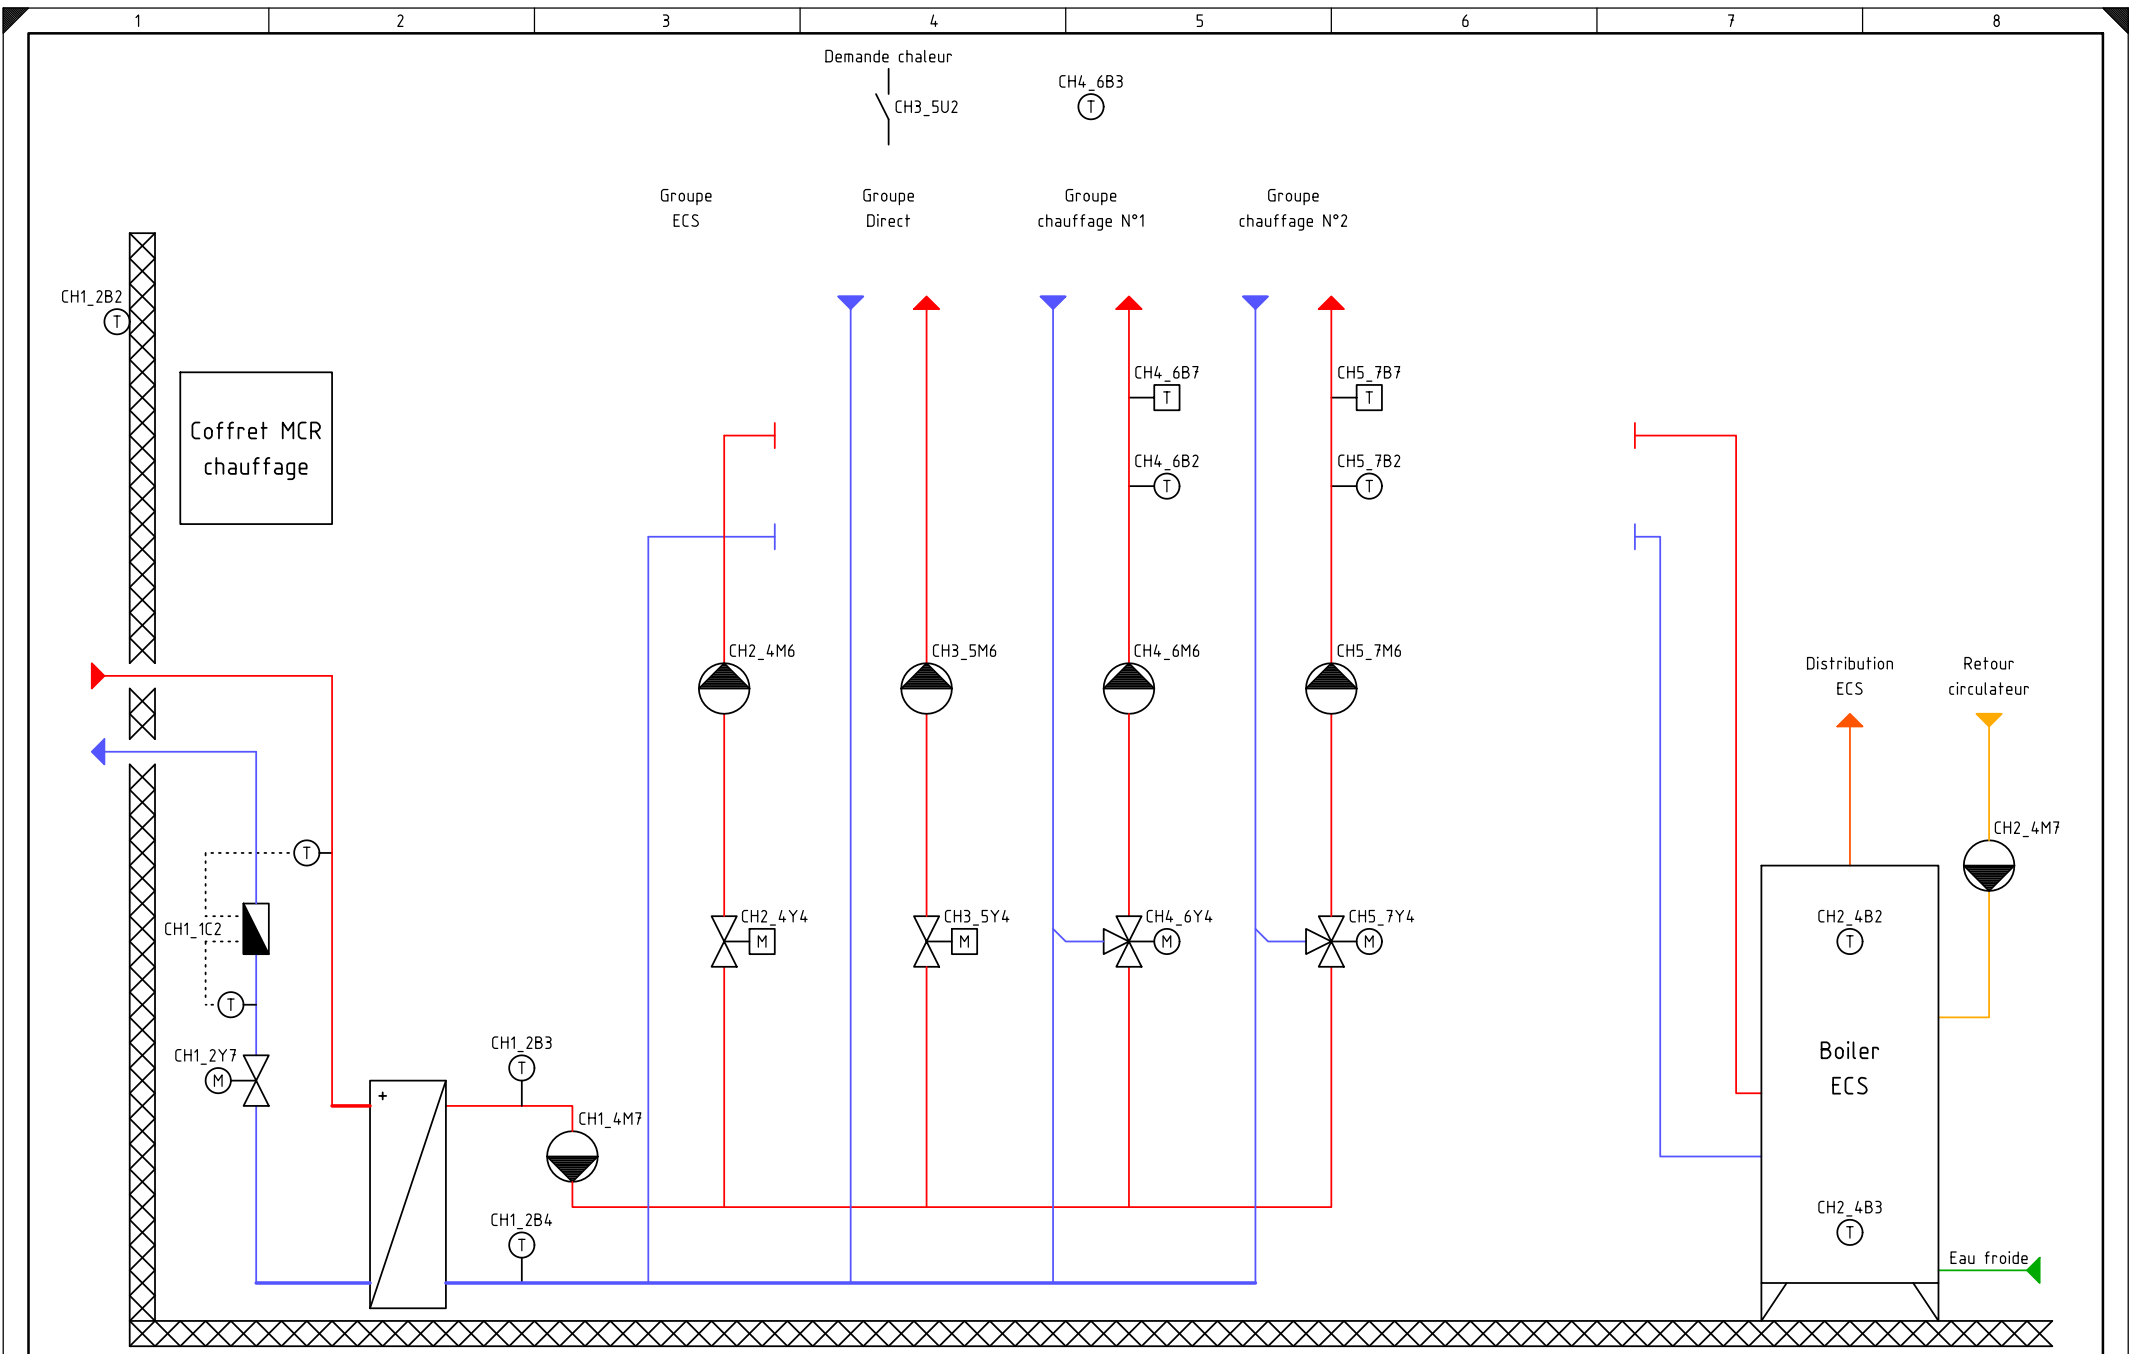 1 2 3 4 5 6 7 8
Demande chaleur
CH3_5U2
CH4_6B3
T
Groupe
ECS
Groupe
Direct
Groupe
chauffage N°1
Groupe
chauffage N°2
CH1_2B2
T
Coffret MCR
chauffage
CH4_6B7
T
CH5_7B7
T
CH4_6B2
T
CH5_7B2
T
CH2_4M6
CH3_5M6
CH4_6M6
CH5_7M6
Distribution
ECS
Retour
circulateur
CH2_4M7
T
CH1_1C2
T
CH2_4Y4
M
CH3_5Y4
M
CH4_6Y4
M
CH5_7Y4
M
CH2_4B2
T
CH1_2Y7
M
+
CH1_2B3
T
CH1_4M7
Boiler
ECS
CH1_2B4
T
CH2_4B3
T
Eau froide